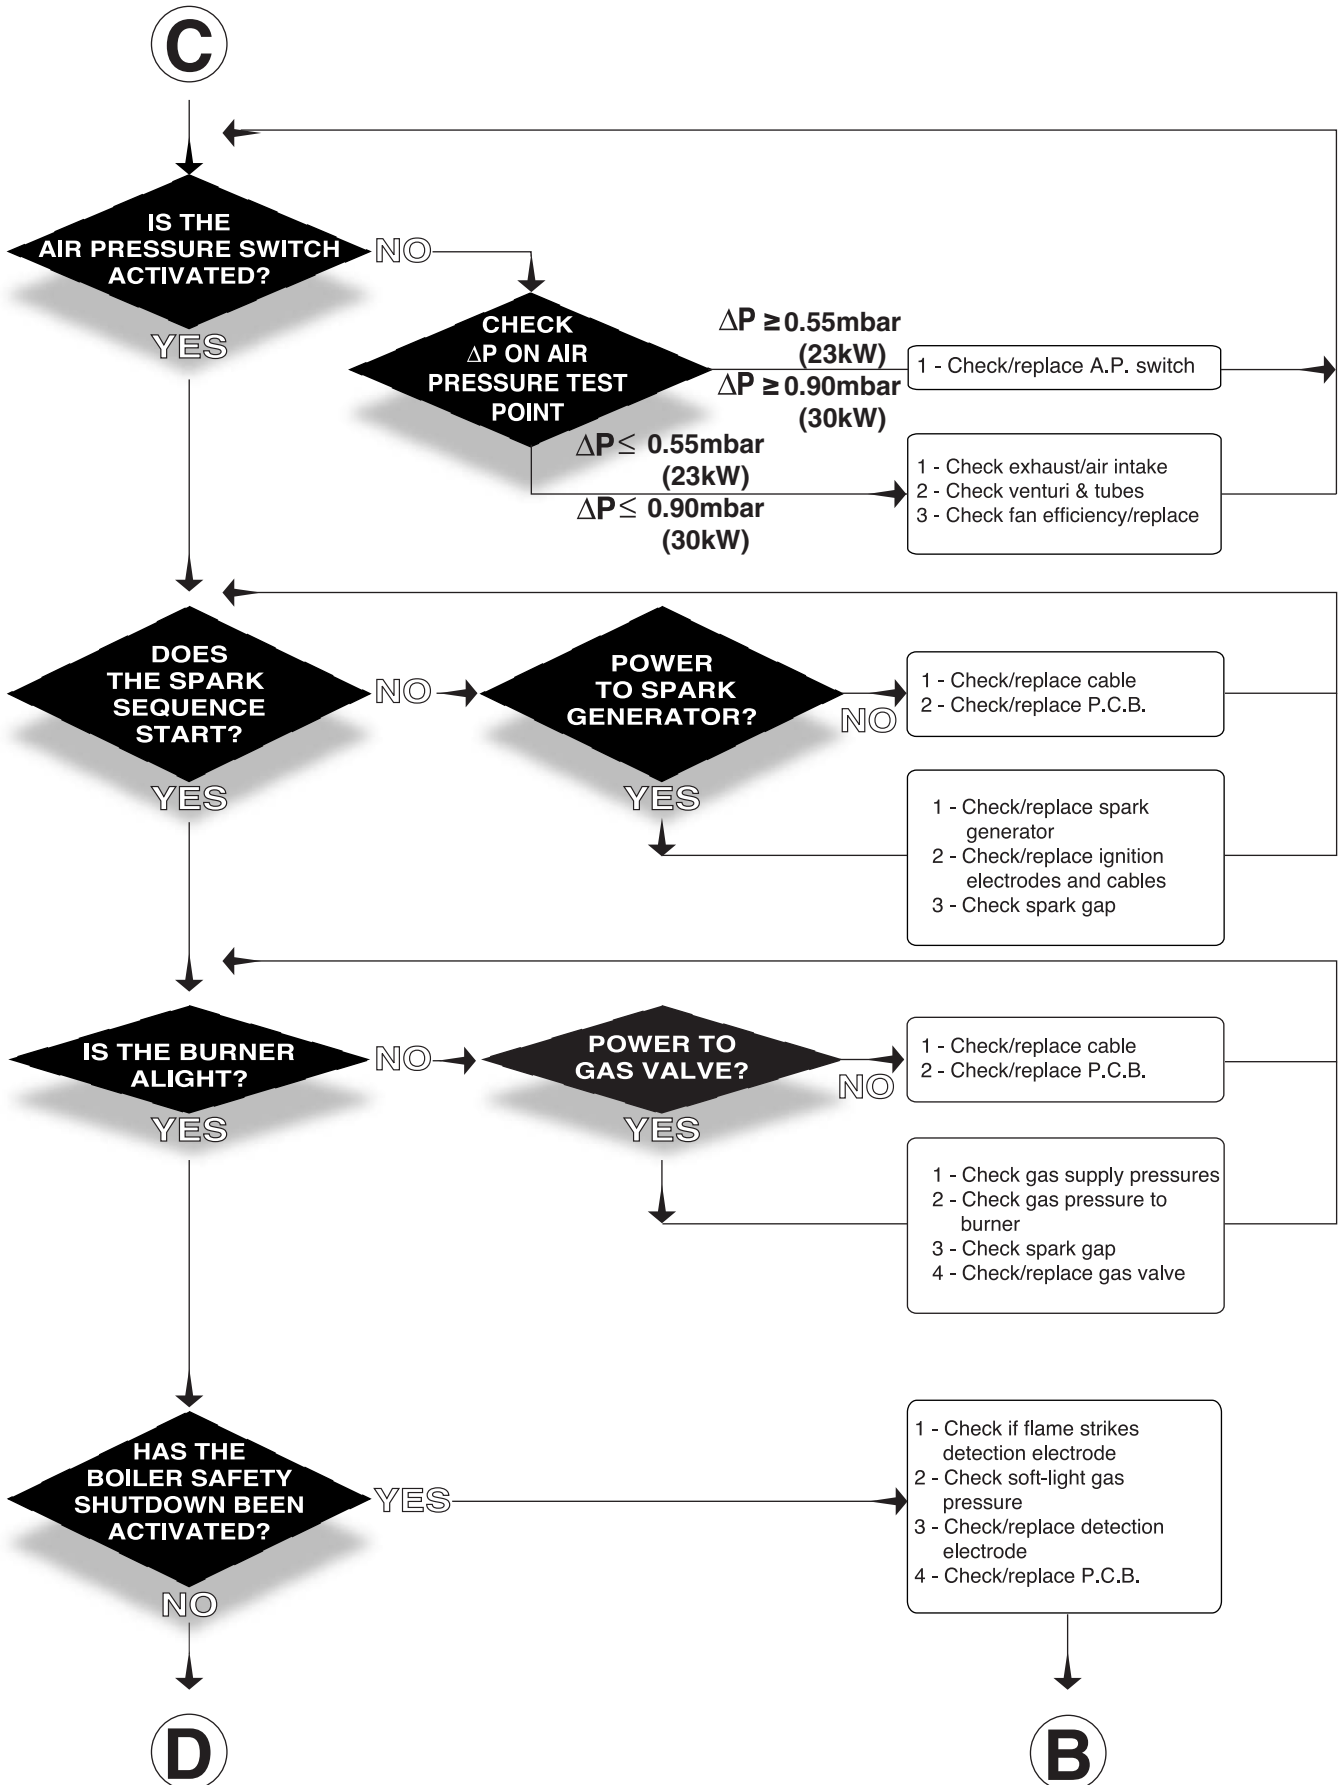 C
IS THE
AIR PRESSURE SWITCH
ACTIVATED?
NO
YES
CHECK
ΔP ON AIR
PRESSURE TEST
POINT
ΔP ≥ 0.55mbar
(23kW)
ΔP ≥ 0.90mbar
(30kW)
1 - Check/replace A.P. switch
ΔP ≤ 0.55mbar
(23kW)
ΔP ≤ 0.90mbar
(30kW)
1 - Check exhaust/air intake
2 - Check venturi & tubes
3 - Check fan efficiency/replace
DOES
THE SPARK
SEQUENCE
START?
NO
YES
POWER
TO SPARK
GENERATOR?
NO
YES
1 - Check/replace cable
2 - Check/replace P.C.B.
1 - Check/replace spark
generator
2 - Check/replace ignition
electrodes and cables
3 - Check spark gap
IS THE BURNER
ALIGHT?
NO
YES
POWER TO
GAS VALVE?
NO
YES
1 - Check/replace cable
2 - Check/replace P.C.B.
1 - Check gas supply pressures
2 - Check gas pressure to
burner
3 - Check spark gap
4 - Check/replace gas valve
HAS THE
BOILER SAFETY
SHUTDOWN BEEN
ACTIVATED?
YES
NO
1 - Check if flame strikes
detection electrode
2 - Check soft-light gas
pressure
3 - Check/replace detection
electrode
4 - Check/replace P.C.B.
D
B